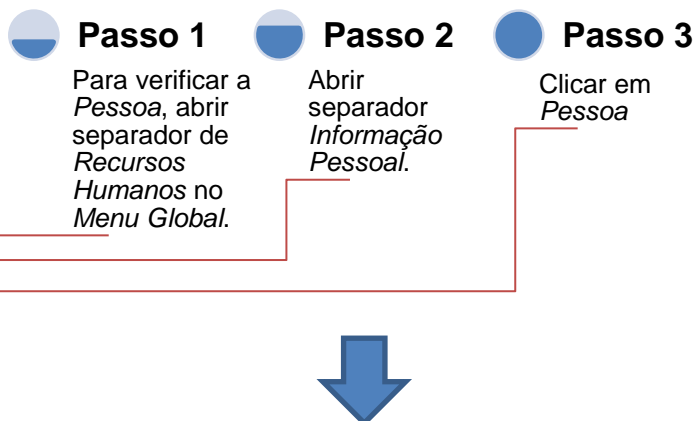 Passo 1
Para verificar a
Pessoa, abrir
separador de
Recursos
Humanos no
Menu Global.
Passo 2
Abrir
separador
Informação
Pessoal.
Passo 3
Clicar em
Pessoa